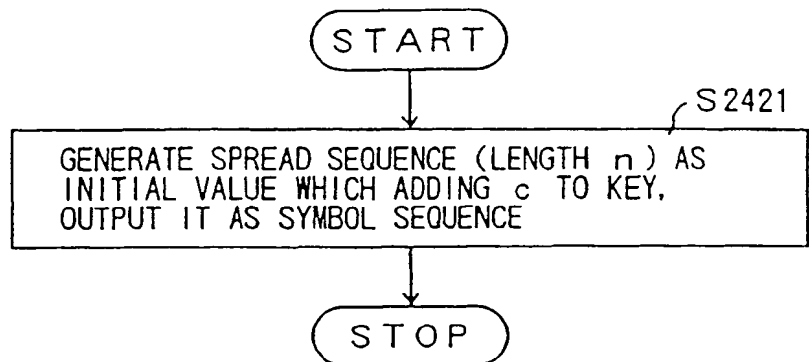 START
S2421
GENERATE SPREAD SEQUENCE (LENGTH n) AS
INITIAL VALUE WHICH ADDING c TO KEY,
OUTPUT IT AS SYMBOL SEQUENCE
STOP